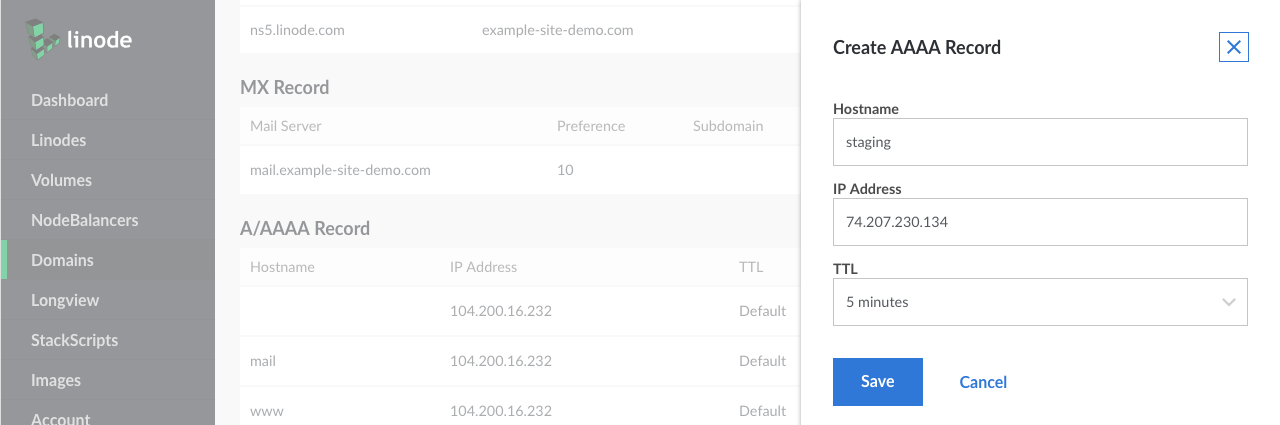 linode
Dashboard
Linodes
Volumes
NodeBalancers
Domains
Longview
StackScripts
Images
Account
ns5.linode.com example-site-demo.com
MX Record
Mail Server Preference Subdomain
mail.example-site-demo.com 10
A/AAAA Record
Hostname IP Address TTL
104.200.16.232 Default
mail 104.200.16.232 Default
www 104.200.16.232 Default
Create AAAA Record
Hostname
staging
IP Address
74.207.230.134
TTL
5 minutes
Save Cancel